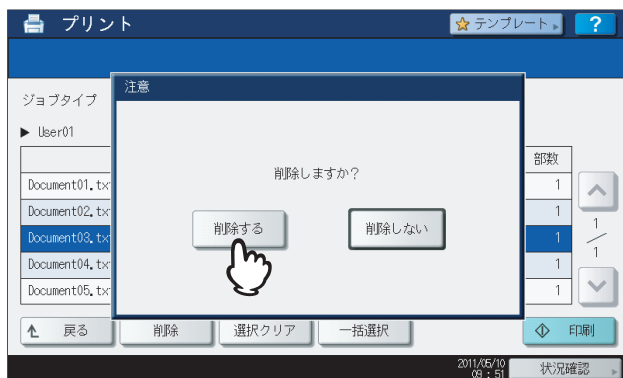 プリント
テンプレート
?
注意
ジョブタイプ
User01
削除しますか?
部数
Document01.tx 1
Document02.tx 1
削除する 削除しない
Document03.tx 1
Document04.tx 1
Document05.tx 1
1
1
戻る 削除 選択クリア 一括選択 印刷
2011/05/10
09:51
状況確認